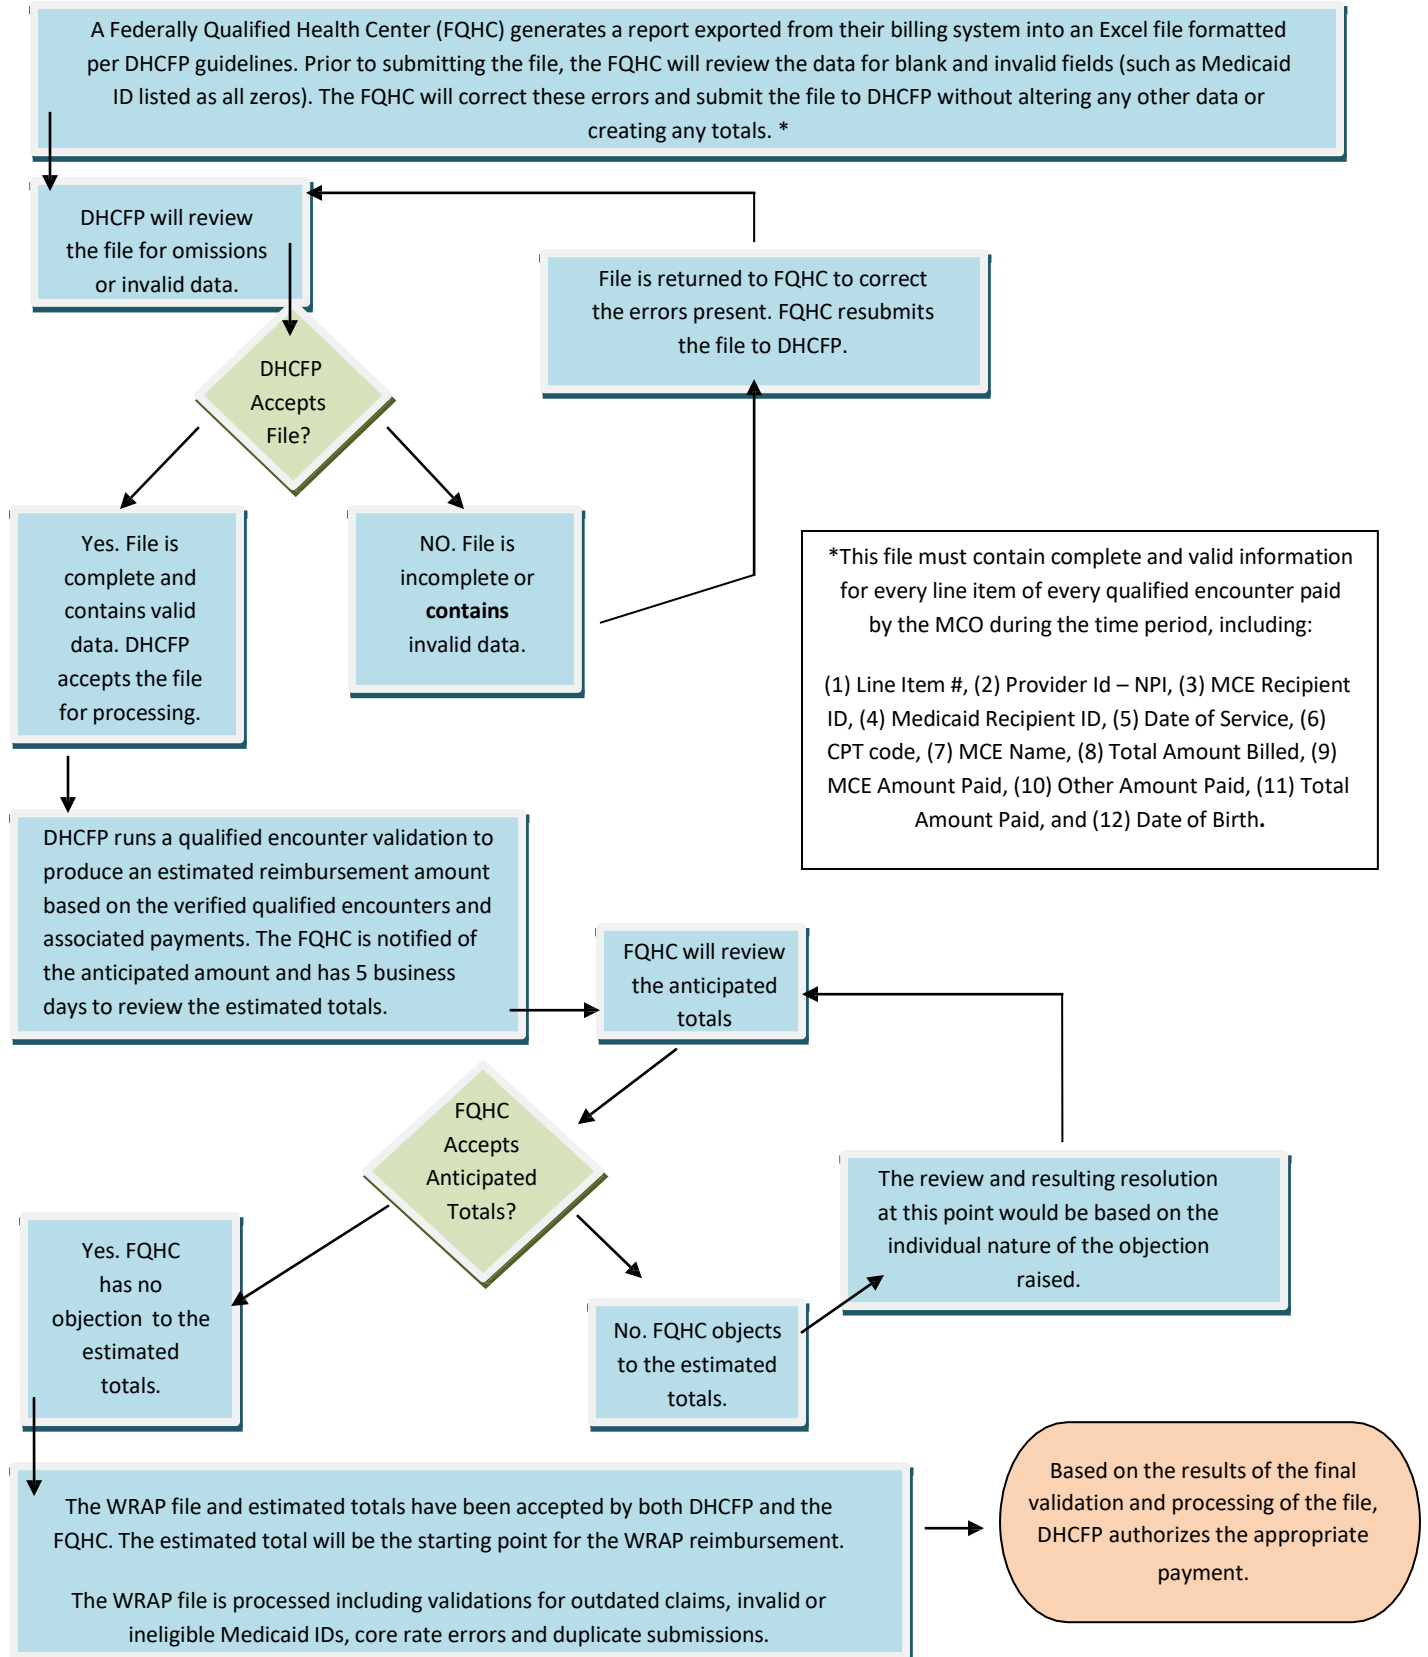 A Federally Qualified Health Center (FQHC) generates a report exported from their billing system into an Excel file formatted
per DHCFP guidelines. Prior to submitting the file, the FQHC will review the data for blank and invalid fields (such as Medicaid
ID listed as all zeros). The FQHC will correct these errors and submit the file to DHCFP without altering any other data or
creating any totals. *
DHCFP will review
the file for omissions
or invalid data.
File is returned to FQHC to correct
the errors present. FQHC resubmits
the file to DHCFP.
DHCFP
Accepts
File?
Yes. File is
complete and
contains valid
data. DHCFP
accepts the file
for processing.
NO. File is
incomplete or
contains
invalid data.
*This file must contain complete and valid information
for every line item of every qualified encounter paid
by the MCO during the time period, including:
(1) Line Item #, (2) Provider Id – NPI, (3) MCE Recipient
ID, (4) Medicaid Recipient ID, (5) Date of Service, (6)
CPT code, (7) MCE Name, (8) Total Amount Billed, (9)
MCE Amount Paid, (10) Other Amount Paid, (11) Total
Amount Paid, and (12) Date of Birth.
DHCFP runs a qualified encounter validation to
produce an estimated reimbursement amount
based on the verified qualified encounters and
associated payments. The FQHC is notified of
the anticipated amount and has 5 business
days to review the estimated totals.
FQHC will review
the anticipated
totals
FQHC
Accepts
Anticipated
Totals?
The review and resulting resolution
at this point would be based on the
individual nature of the objection
raised.
Yes. FQHC
has no
objection  to the
estimated
totals.
No. FQHC objects
to the estimated
totals.
The WRAP file and estimated totals have been accepted by both DHCFP and the
FQHC. The estimated total will be the starting point for the WRAP reimbursement.
The WRAP file is processed including validations for outdated claims, invalid or
ineligible Medicaid IDs, core rate errors and duplicate submissions.
Based on the results of the final
validation and processing of the file,
DHCFP authorizes the appropriate
payment.